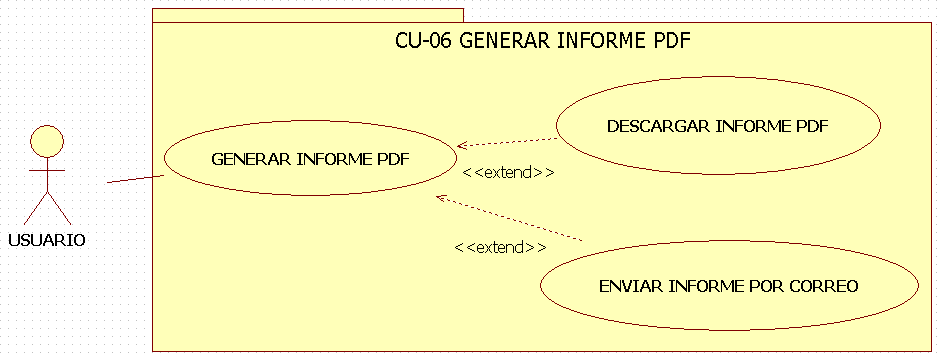 CU-06 GENERAR INFORME PDF
DESCARGAR INFORME PDF
GENERAR INFORME PDF
<<extend>>
USUARIO
<<extend>>
ENVIAR INFORME POR CORREO